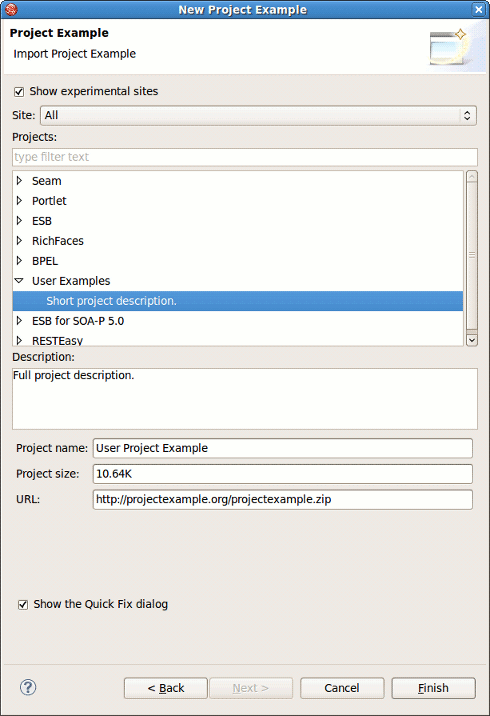 New Project Example
Project Example
Import Project Example
Show experimental sites
Site: All
Projects:
type filter text
Seam
Portlet
ESB
RichFaces
BPEL
User Examples
Short project description.
ESB for SOA-P 5.0
RESTEasy
Description:
Full project description.
Project name: User Project Example
Project size: 10.64K
URL: http://projectexample.org/projectexample.zip
Show the Quick Fix dialog
? < Back Next > Cancel Finish